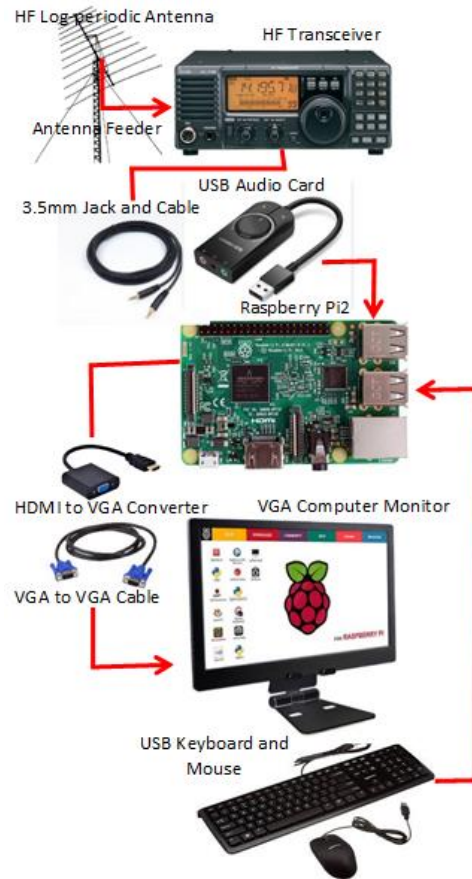 HF Log-periodic Antenna
HF Transceiver
Antenna Feeder
USB Audio Card
3.5mm Jack and Cable
Raspberry Pi2
HDMI
HDMI to VGA Converter
VGA Computer Monitor
VGA to VGA Cable
RASPBERRY PI
USB Keyboard and
Mouse